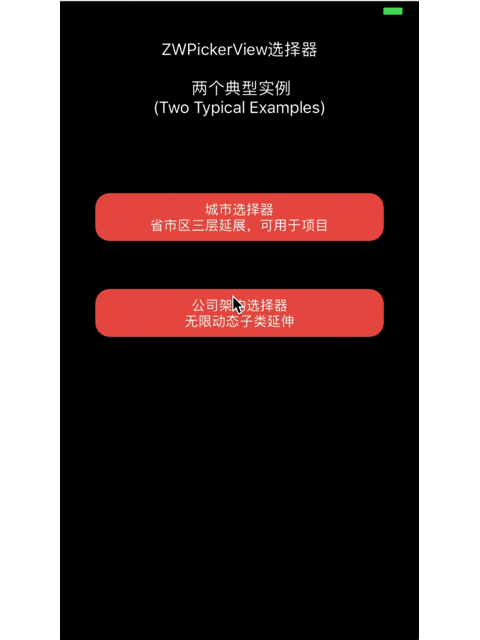 ZWPickerView选择器
两个典型实例
(Two Typical Examples)
城市选择器
省市区三层延展，可用于项目
公司架构选择器
无限动态子类延伸